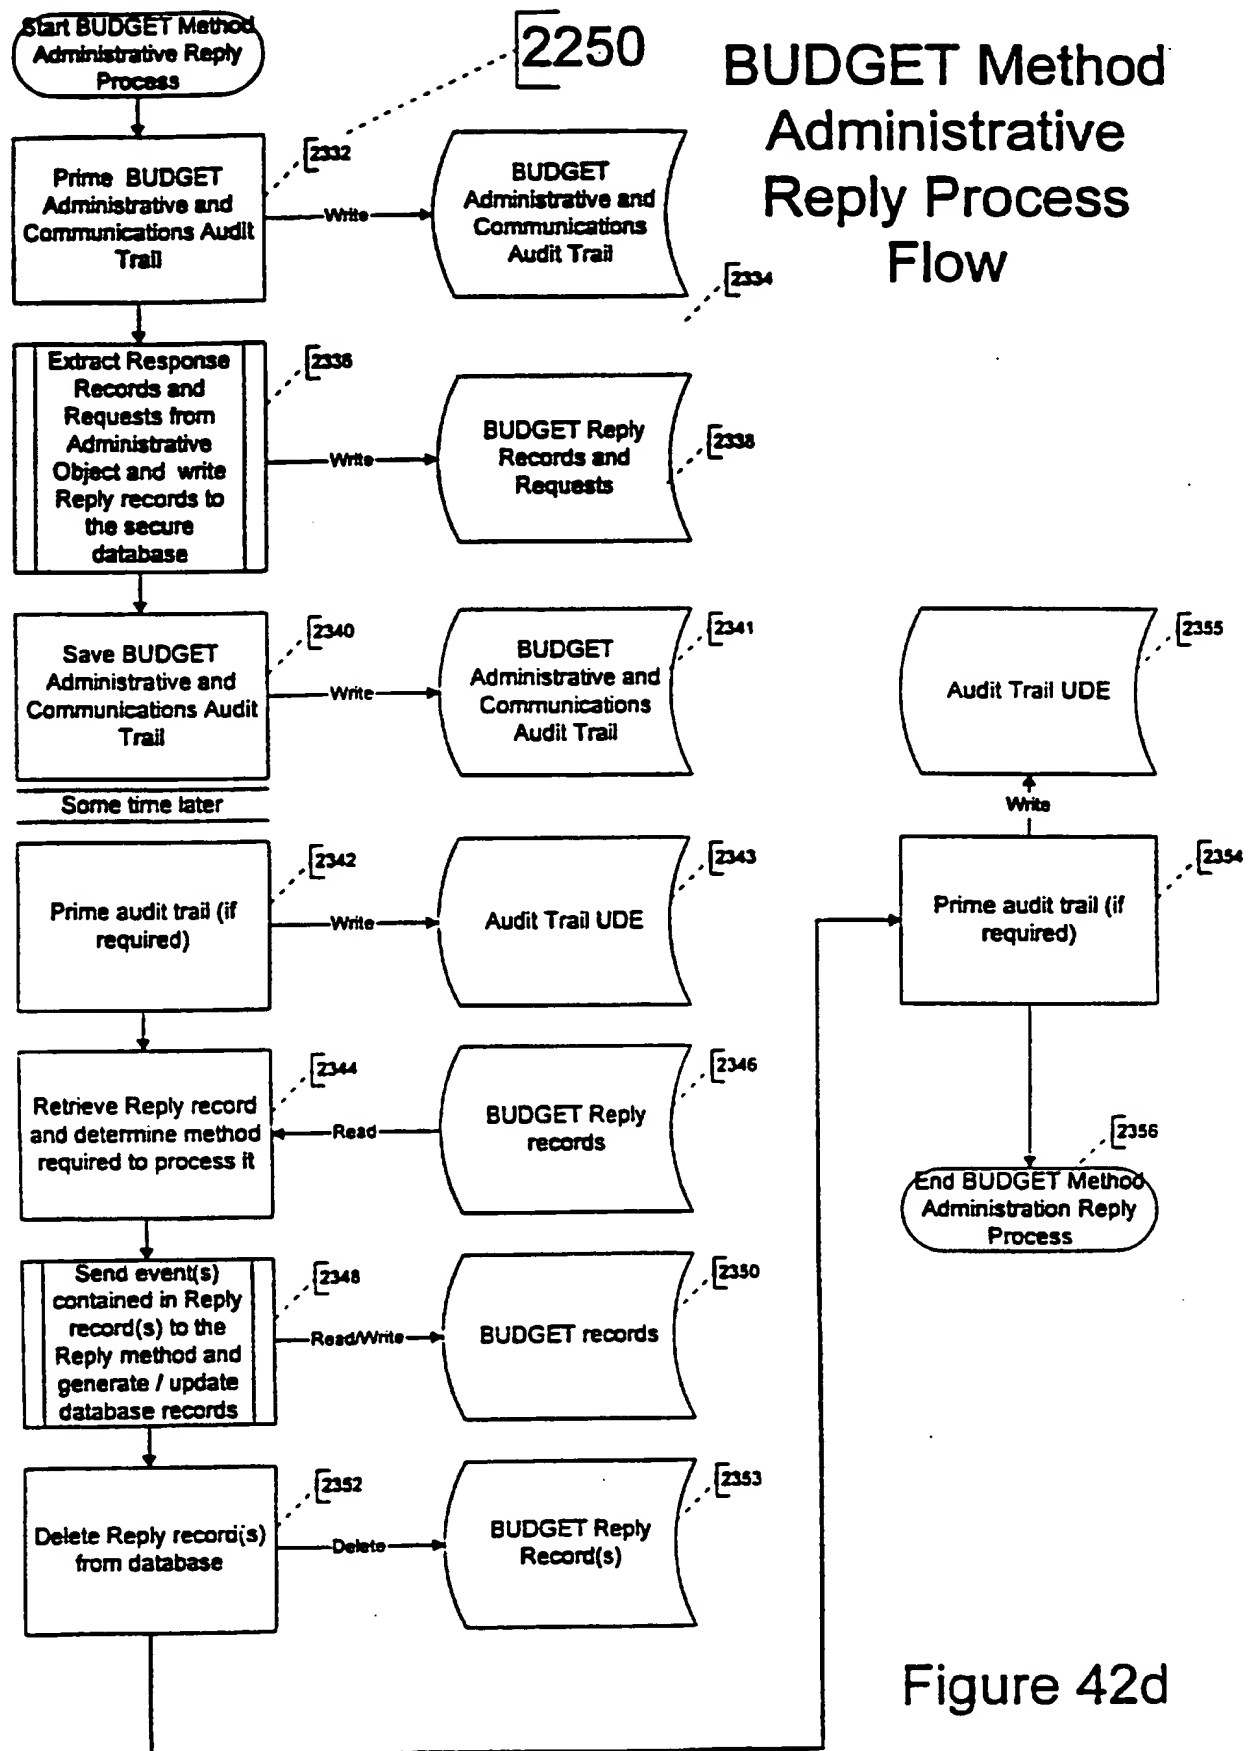 Start BUDGET Method
Administrative Reply
Process
2250
BUDGET Method
Administrative
Reply Process
Flow
Prime BUDGET
Administrative and
Communications Audit
Trail
2332
Write
BUDGET
Administrative and
Communications
Audit Trail
2334
Extract Response
Records and
Requests from
Administrative
Object and write
Reply records to
the secure
database
2336
Write
BUDGET Reply
Records and
Requests
2338
Save BUDGET
Administrative and
Communications Audit
Trail
2340
Write
BUDGET
Administrative and
Communications
Audit Trail
2341
Some time later
Prime audit trail (if
required)
2342
Write
Audit Trail UDE
2343
Retrieve Reply record
and determine method
required to process it
2344
Read
BUDGET Reply
records
2346
Send event(s)
contained in Reply
record(s) to the
Reply method and
generate / update
database records
2348
Read/Write
BUDGET records
2350
Delete Reply record(s)
from database
2352
Delete
BUDGET Reply
Record(s)
2353
Audit Trail UDE
2355
Write
Prime audit trail (if
required)
2354
2356
End BUDGET Method
Administration Reply
Process
Figure 42d